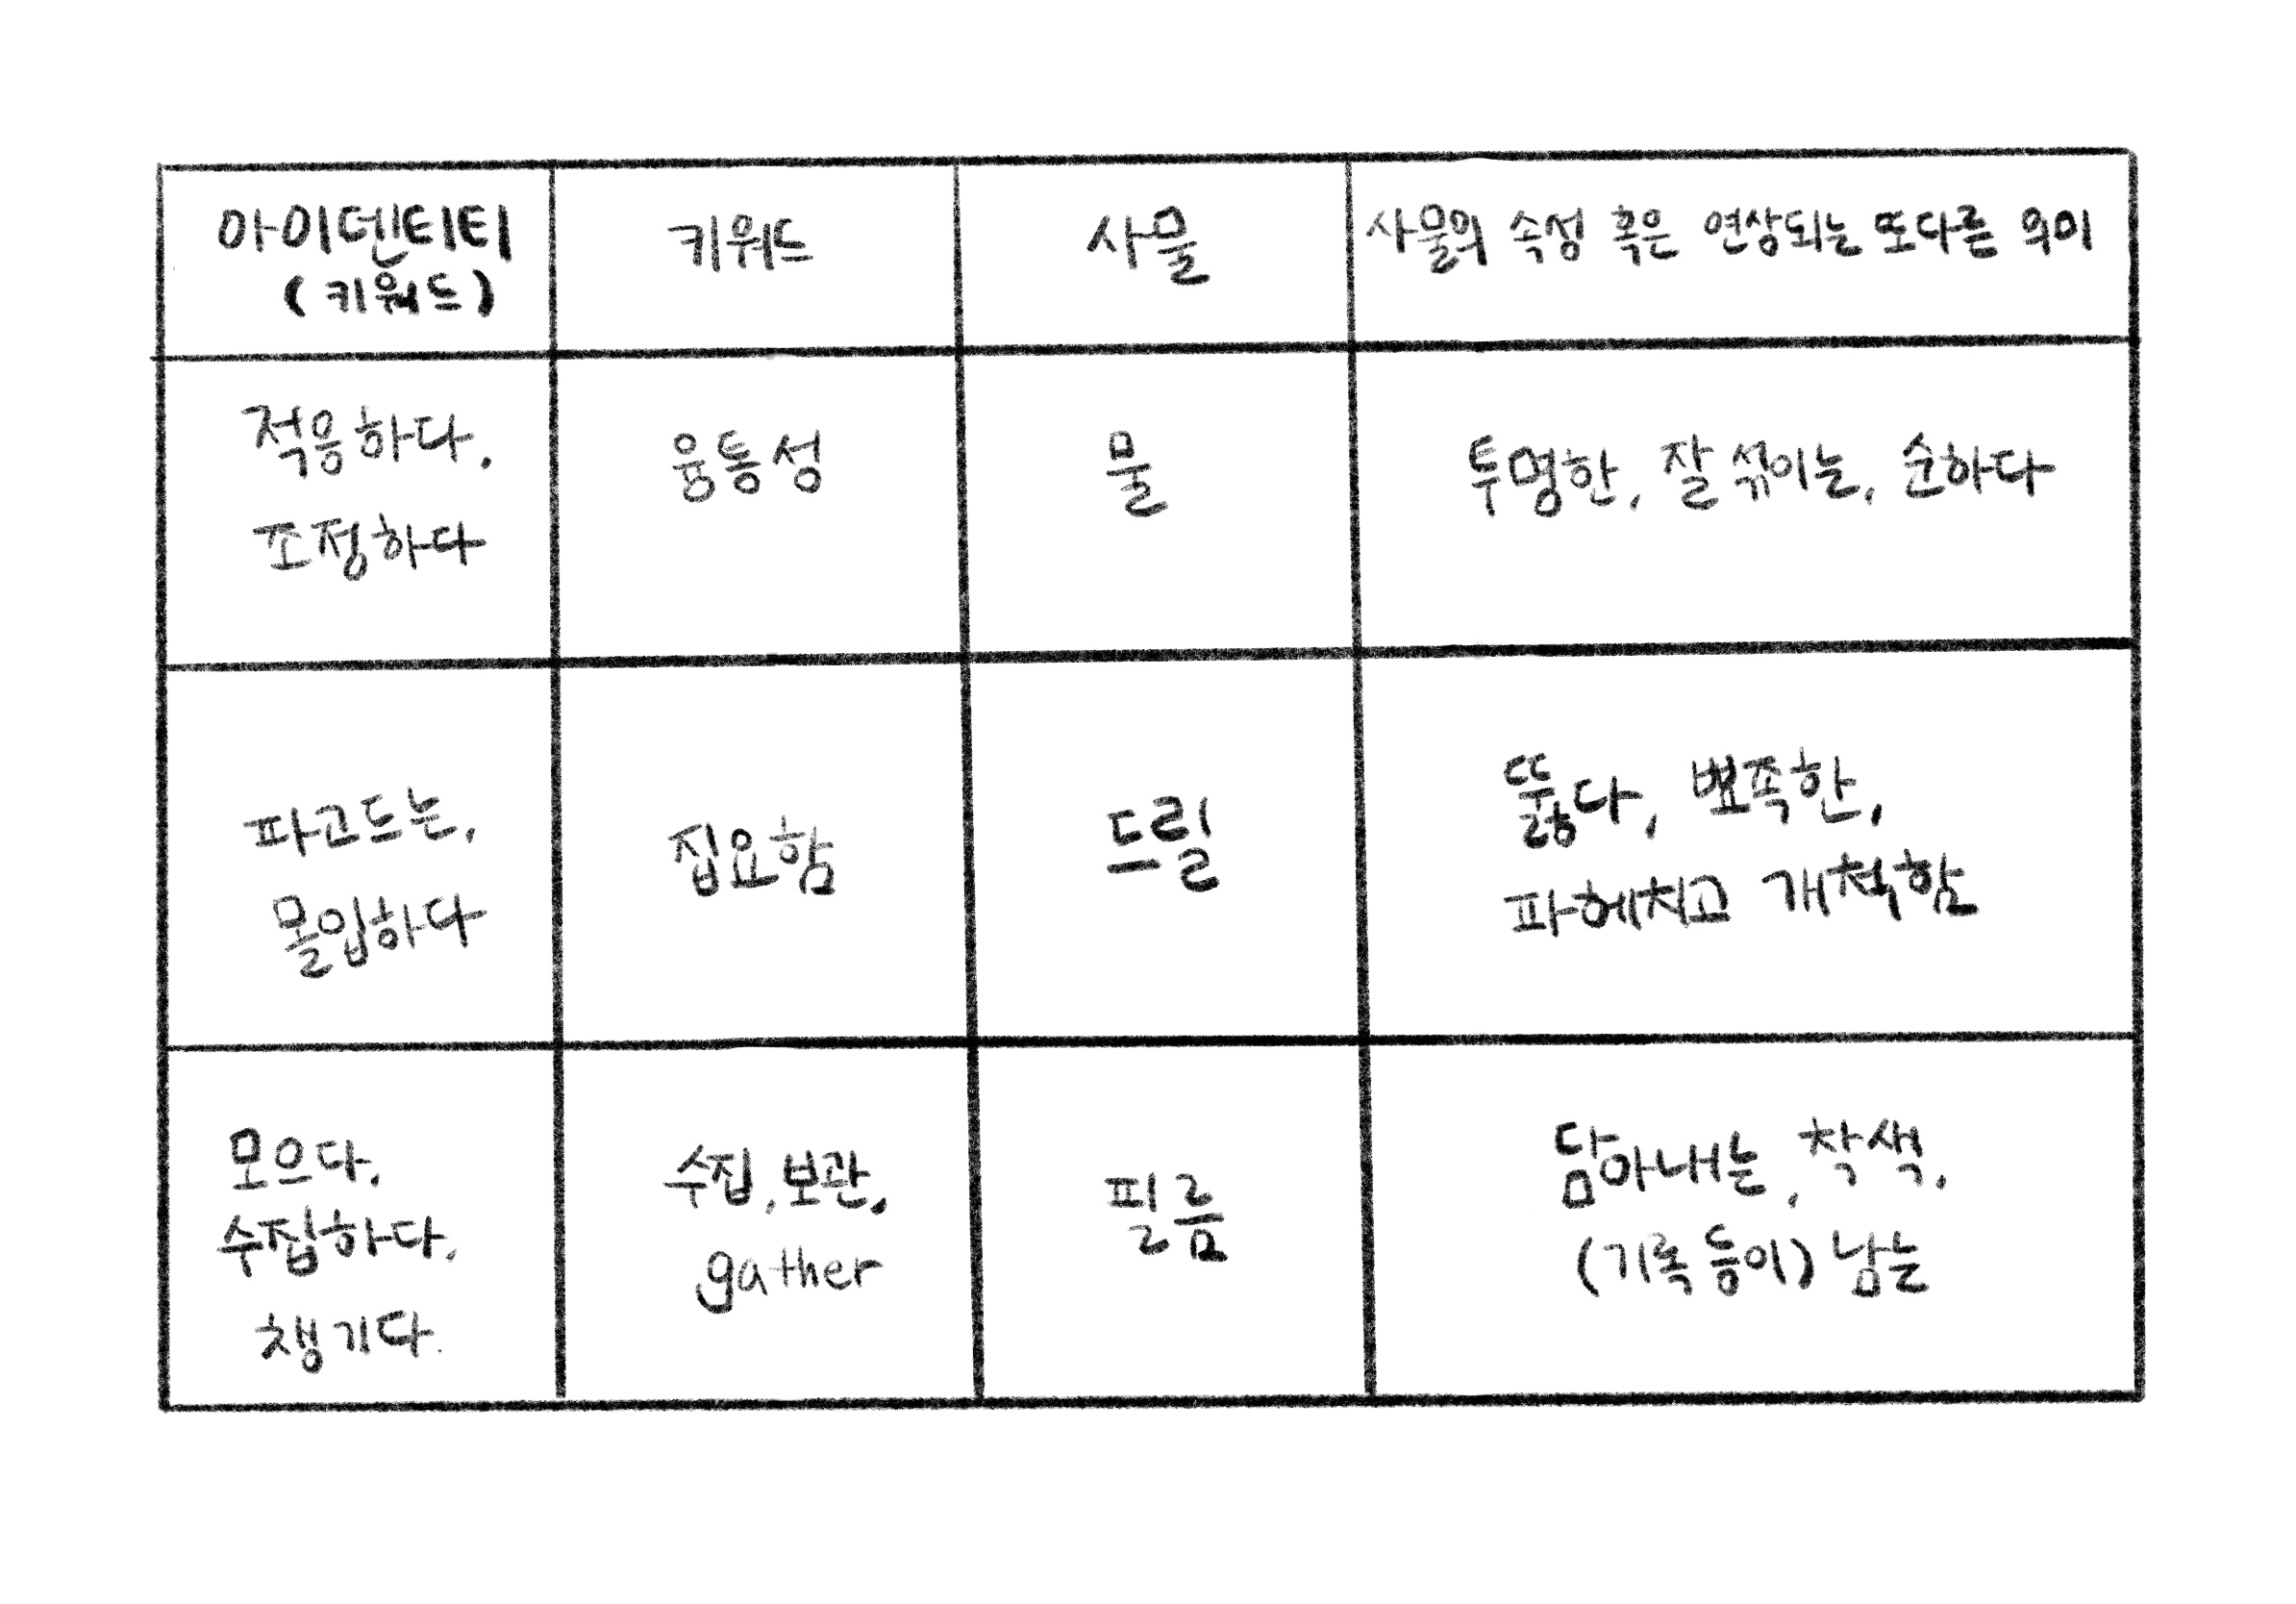 아이덴티티
(키워드)
키워드
사물
사물의 속성 혹은 연상되는 또다른 의미
적응하다,
조정하다
융통성
물
투명한, 잘 섞이는, 순하다
파고드는,
몰입하다
집요함
드릴
뚫다, 뾰족한,
파헤치고 개척함
모으다,
수집하다,
챙기다.
수집, 보관,
gather
필름
담아내는, 착색,
(기록 등이) 남는